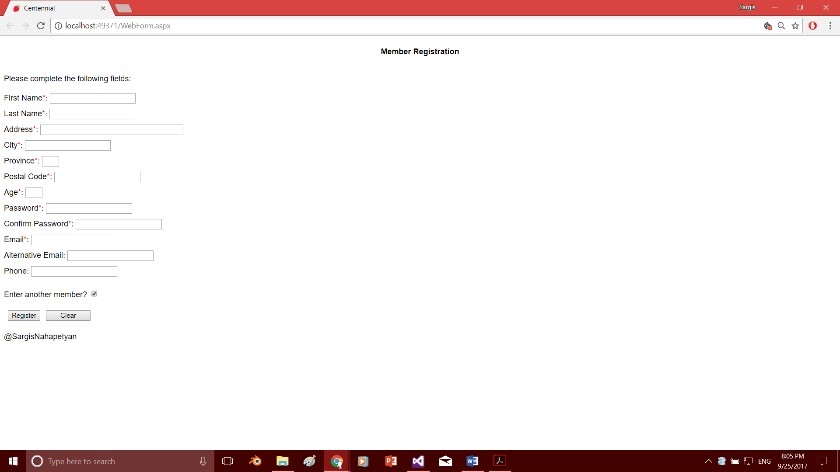 Centennial
Sargis
localhost:49371/WebForm.aspx
Member Registration
Please complete the following fields:
First Name*:
Last Name*:
Address*:
City*:
Province*:
Postal Code*:
Age*:
Password*:
Confirm Password*:
Email*:
Alternative Email:
Phone:
Enter another member?
Register Clear
@SargisNahapetyan
Type here to search
ENG
8:05 PM
9/25/2017